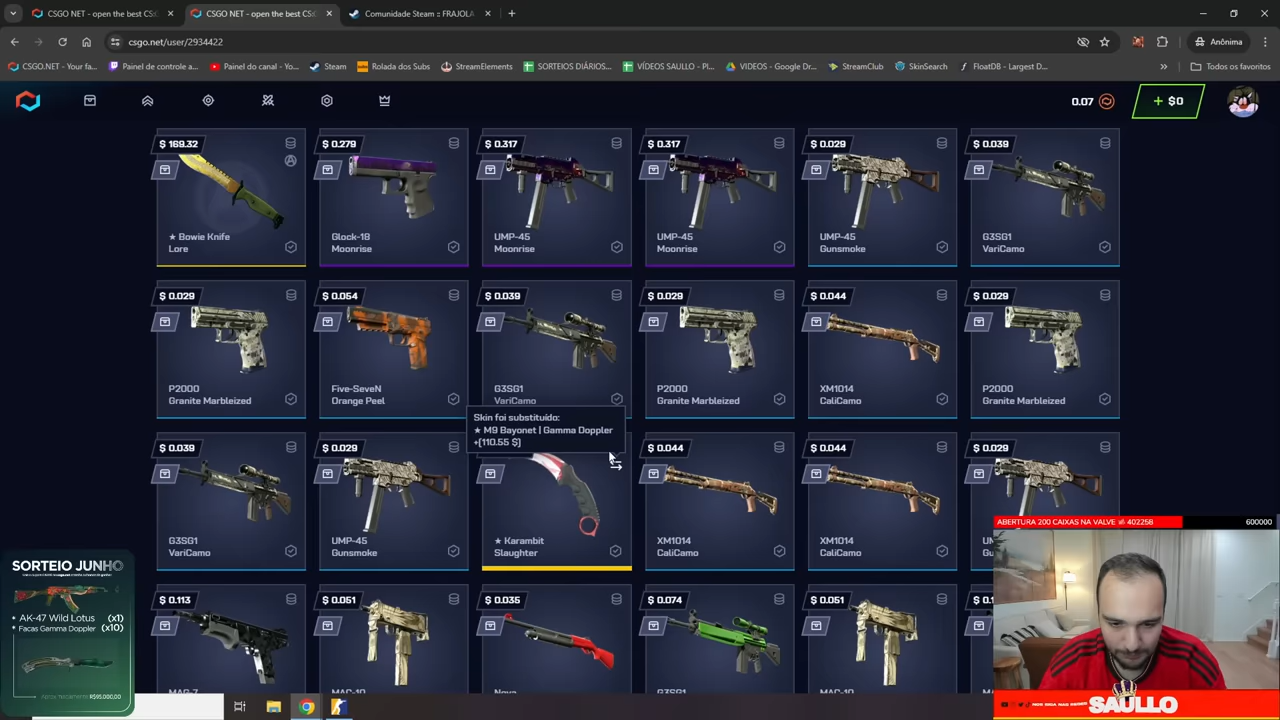 CSGO NET - open the best CS:G
CSGO NET - open the best CS:G
Comunidade Steam :: FRAJOLA
csgo.net/user/2934422
Anônima
CSGO.NET - Your fa...
Painel de controle a...
Painel do canal - Yo...
Steam
Rolada dos Subs
StreamElements
SORTEIOS DIÁRIOS...
VÍDEOS SAULLO - Pl...
VIDEOS - Google Dr...
StreamClub
SkinSearch
FloatDB - Largest D...
Todos os favoritos
0.07
+ $0
$ 169.32
$ 0.279
$ 0.317
$ 0.317
$ 0.029
$ 0.039
★ Bowie Knife
Lore
Glock-18
Moonrise
UMP-45
Moonrise
UMP-45
Moonrise
UMP-45
Gunsmoke
G3SG1
VariCamo
$ 0.029
$ 0.054
$ 0.039
$ 0.029
$ 0.044
$ 0.029
P2000
Granite Marbleized
Five-SeveN
Orange Peel
G3SG1
VariCamo
P2000
Granite Marbleized
XM1014
CaliCamo
P2000
Granite Marbleized
Skin foi substituído:
★ M9 Bayonet | Gamma Doppler
+(110.55 $)
$ 0.039
$ 0.029
$ 0.044
$ 0.044
$ 0.029
G3SG1
VariCamo
UMP-45
Gunsmoke
★ Karambit
Slaughter
XM1014
CaliCamo
XM1014
CaliCamo
ABERTURA 200 CAIXAS NA VALVE
402258
600000
$ 0.113
$ 0.051
$ 0.035
$ 0.074
$ 0.051
MAG-7
MAC-10
Nova
G3SG1
MAC-10
SORTEIO JUNHO
• AK-47 Wild Lotus (x1)
• Facas Gamma Doppler (x10)
SAULLO